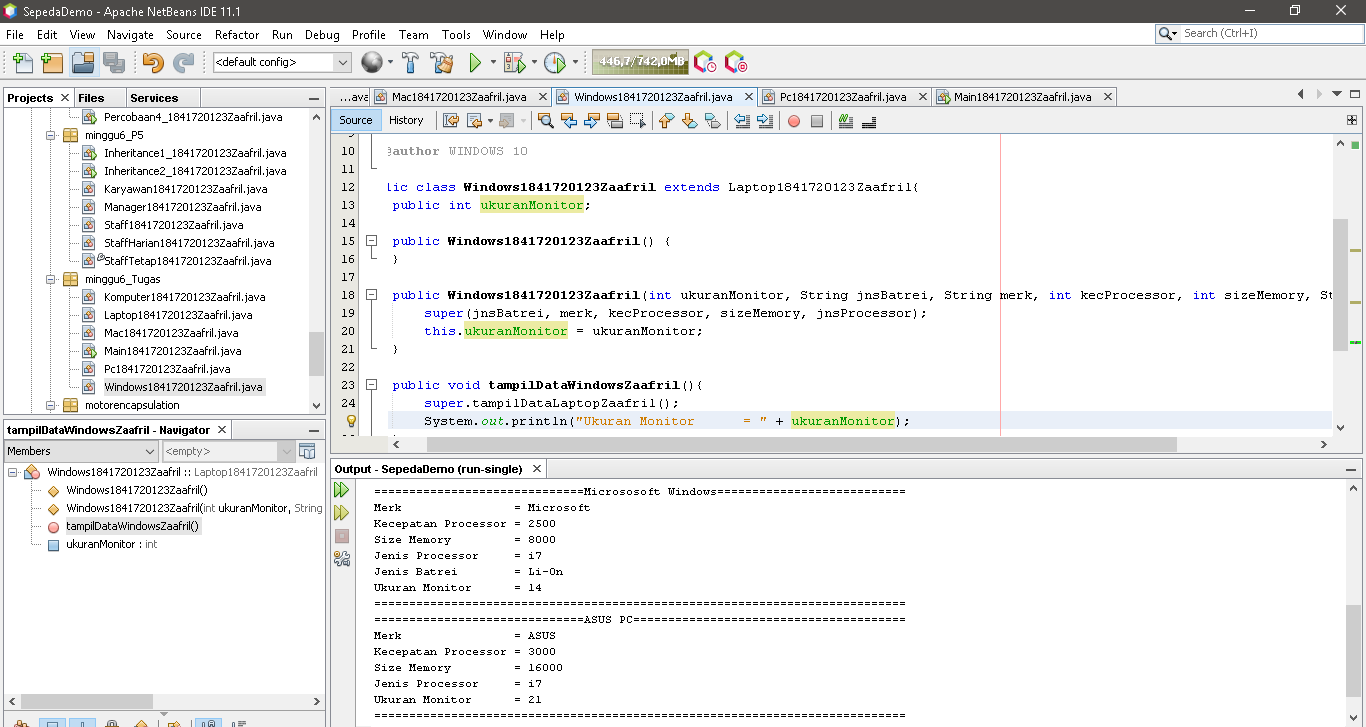 SepedaDemo - Apache NetBeans IDE 11.1
File Edit View Navigate Source Refactor Run Debug Profile Team Tools Window Help
Search (Ctrl+I)
<default config>
446,7/742,0MB
Projects Files Services
Percobaan4_1841720123Zaafril.java
minggu6_P5
Inheritance1_1841720123Zaafril.java
Inheritance2_1841720123Zaafril.java
Karyawan1841720123Zaafril.java
Manager1841720123Zaafril.java
Staff1841720123Zaafril.java
StaffHarian1841720123Zaafril.java
StaffTetap1841720123Zaafril.java
minggu6_Tugas
Komputer1841720123Zaafril.java
Laptop1841720123Zaafril.java
Mac1841720123Zaafril.java
Main1841720123Zaafril.java
Pc1841720123Zaafril.java
Windows1841720123Zaafril.java
motorencapsulation
tampilDataWindowsZaafril - Navigator
Members <empty>
Windows1841720123Zaafril :: Laptop1841720123Zaafril
Windows1841720123Zaafril()
Windows1841720123Zaafril(int ukuranMonitor, String
tampilDataWindowsZaafril()
ukuranMonitor : int
...ava Mac1841720123Zaafril.java Windows1841720123Zaafril.java Pc1841720123Zaafril.java Main1841720123Zaafril.java
Source History
10 @author WINDOWS 10
11
12 lic class Windows1841720123Zaafril extends Laptop1841720123Zaafril{
13 public int ukuranMonitor;
14
15 public Windows1841720123Zaafril() {
16 }
17
18 public Windows1841720123Zaafril(int ukuranMonitor, String jnsBatrei, String merk, int kecProcessor, int sizeMemory, St
19 super(jnsBatrei, merk, kecProcessor, sizeMemory, jnsProcessor);
20 this.ukuranMonitor = ukuranMonitor;
21 }
22
23 public void tampilDataWindowsZaafril(){
24 super.tampilDataLaptopZaafril();
System.out.println("Ukuran Monitor      = " + ukuranMonitor);
Output - SepedaDemo (run-single)
==============================Micrososoft Windows===========================
Merk = Microsoft
Kecepatan Processor = 2500
Size Memory = 8000
Jenis Processor = i7
Jenis Batrei = Li-On
Ukuran Monitor = 14
============================================================================
==============================ASUS PC=======================================
Merk = ASUS
Kecepatan Processor = 3000
Size Memory = 16000
Jenis Processor = i7
Ukuran Monitor = 21
============================================================================